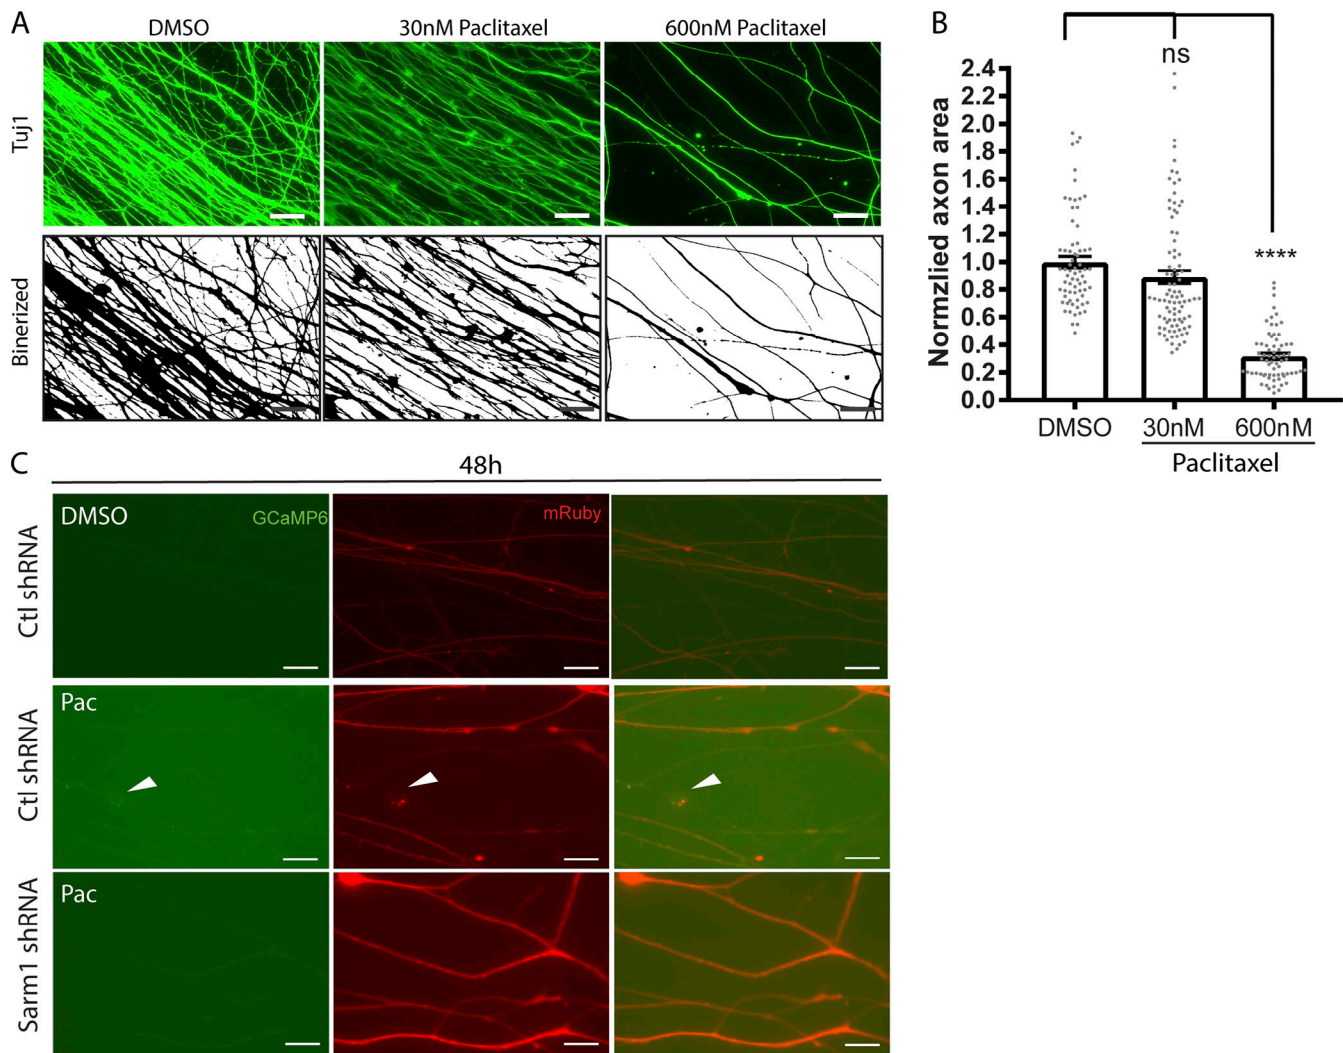 A
DMSO
30nM Paclitaxel
600nM Paclitaxel
Tuj1
Binerized
B
ns
****
Normzlied axon area
2.4
2.2
2.0
1.8
1.6
1.4
1.2
1.0
0.8
0.6
0.4
0.2
0.0
DMSO
30nM
600nM
Paclitaxel
C
48h
Ctl shRNA
DMSO
GCaMP6
mRuby
Ctl shRNA
Pac
Sarm1 shRNA
Pac